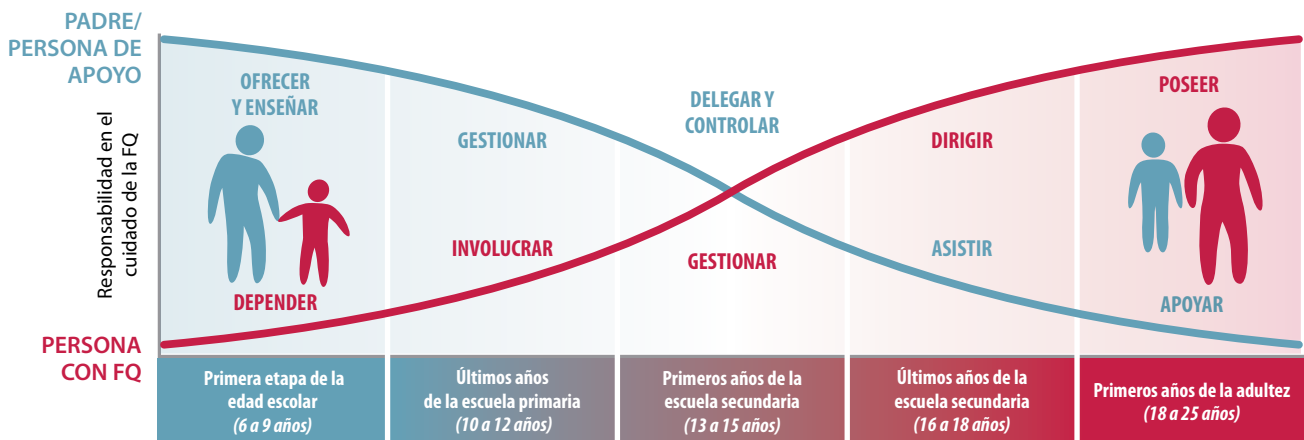 PADRE/
PERSONA DE
APOYO
Responsabilidad en el
cuidado de la FQ
PERSONA
CON FQ
OFRECER
Y ENSEÑAR
DEPENDER
GESTIONAR
INVOLUCRAR
DELEGAR Y
CONTROLAR
GESTIONAR
DIRIGIR
ASISTIR
POSEER
APOYAR
Primera etapa de la
edad escolar
(6 a 9 años)
Últimos años
de la escuela primaria
(10 a 12 años)
Primeros años de la
escuela secundaria
(13 a 15 años)
Últimos años de la
escuela secundaria
(16 a 18 años)
Primeros años de la adultez
(18 a 25 años)